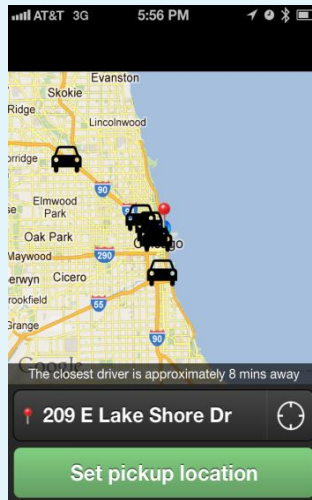 AT&T 3G 5:56 PM
Evanston
Skokie
Ridge
Lincolnwood
orridge
90
Elmwood
Park
90
Oak Park
Maywood
290
erwyn Cicero
55
rookfield
Grange
90
Google
The closest driver is approximately 8 mins away
209 E Lake Shore Dr
Set pickup location